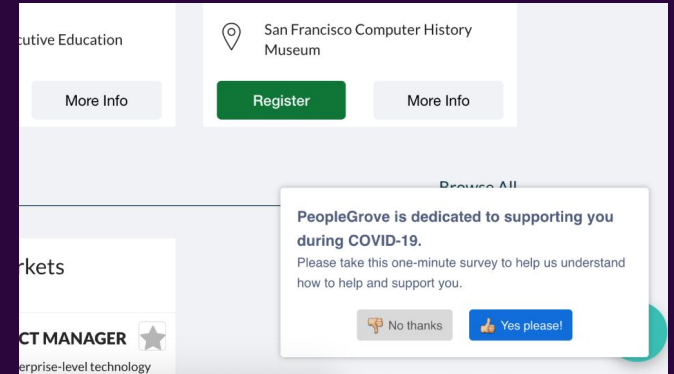 cutive Education
More Info
San Francisco Computer History
Museum
Register
More Info
Browse All
PeopleGrove is dedicated to supporting you
during COVID-19.
Please take this one-minute survey to help us understand
how to help and support you.
No thanks
Yes please!
rkets
CT MANAGER
erprise-level technology